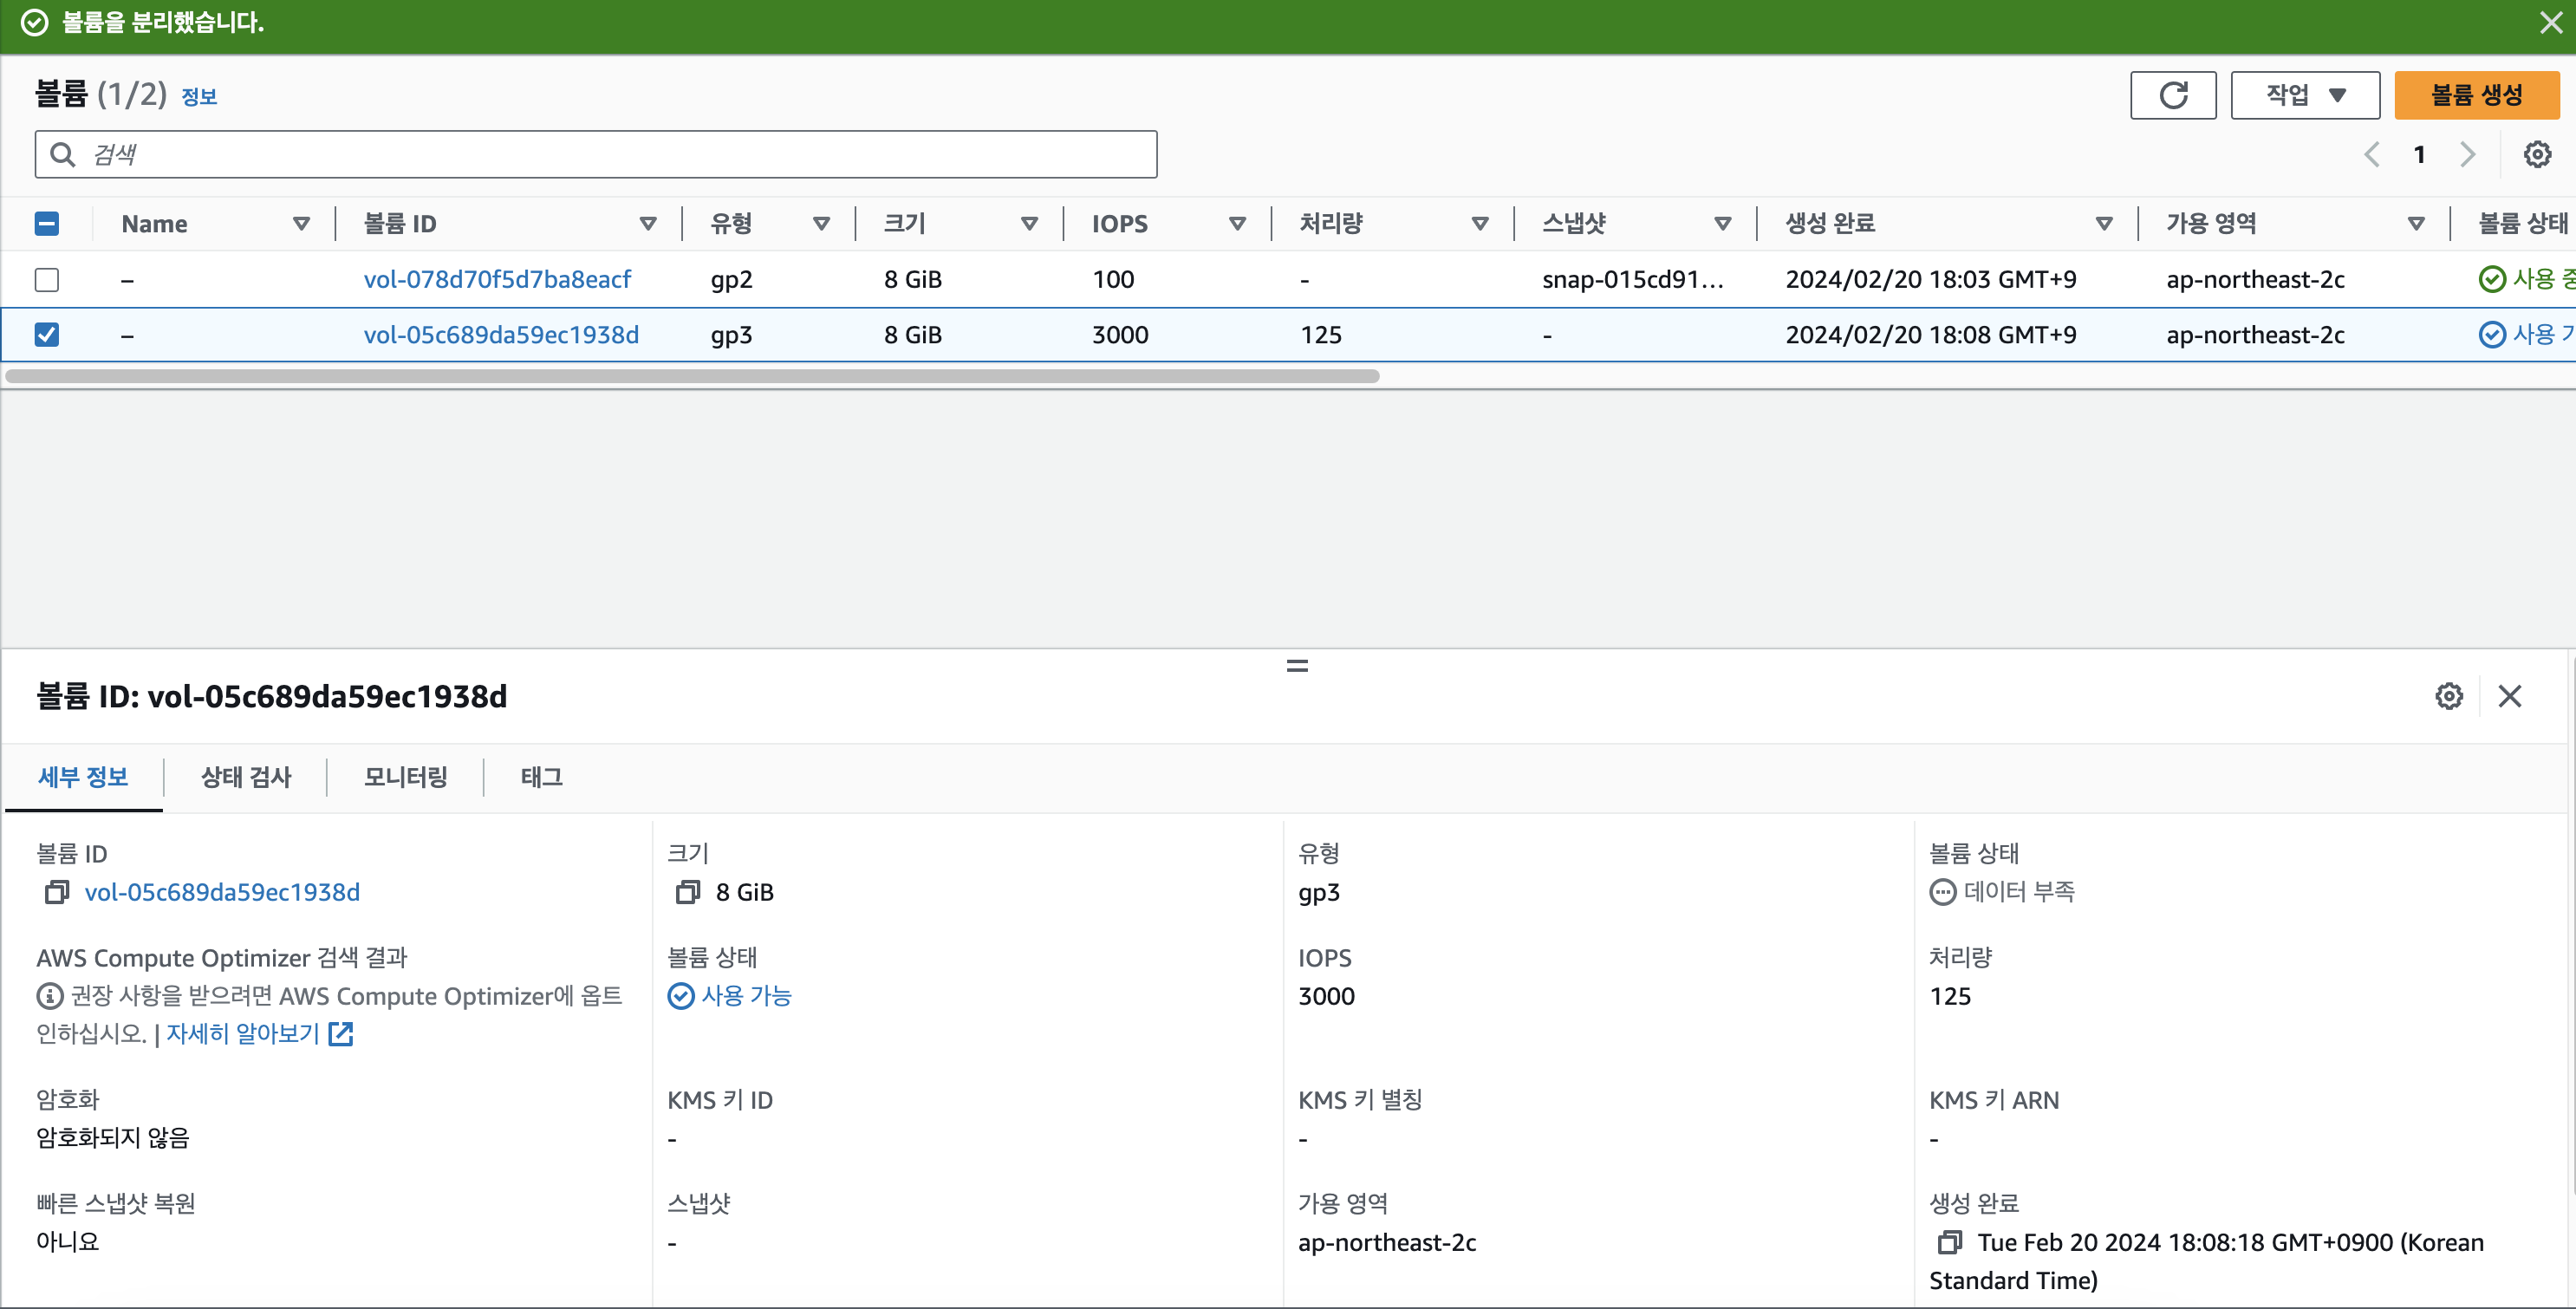 볼륨을 분리했습니다.
볼륨 (1/2) 정보
작업
볼륨 생성
검색
1
Name 볼륨 ID 유형 크기 IOPS 처리량 스냅샷 생성 완료 가용 영역 볼륨 상태
– vol-078d70f5d7ba8eacf gp2 8 GiB 100 - snap-015cd91... 2024/02/20 18:03 GMT+9 ap-northeast-2c 사용
– vol-05c689da59ec1938d gp3 8 GiB 3000 125 - 2024/02/20 18:08 GMT+9 ap-northeast-2c 사용
볼륨 ID: vol-05c689da59ec1938d
세부 정보 상태 검사 모니터링 태그
볼륨 ID 크기 유형 볼륨 상태
vol-05c689da59ec1938d 8 GiB gp3 데이터 부족
AWS Compute Optimizer 검색 결과 볼륨 상태 IOPS 처리량
권장 사항을 받으려면 AWS Compute Optimizer에 옵트 사용 가능 3000 125
인하십시오. | 자세히 알아보기
암호화 KMS 키 ID KMS 키 별칭 KMS 키 ARN
암호화되지 않음 - - -
빠른 스냅샷 복원 스냅샷 가용 영역 생성 완료
아니요 - ap-northeast-2c Tue Feb 20 2024 18:08:18 GMT+0900 (Korean
Standard Time)